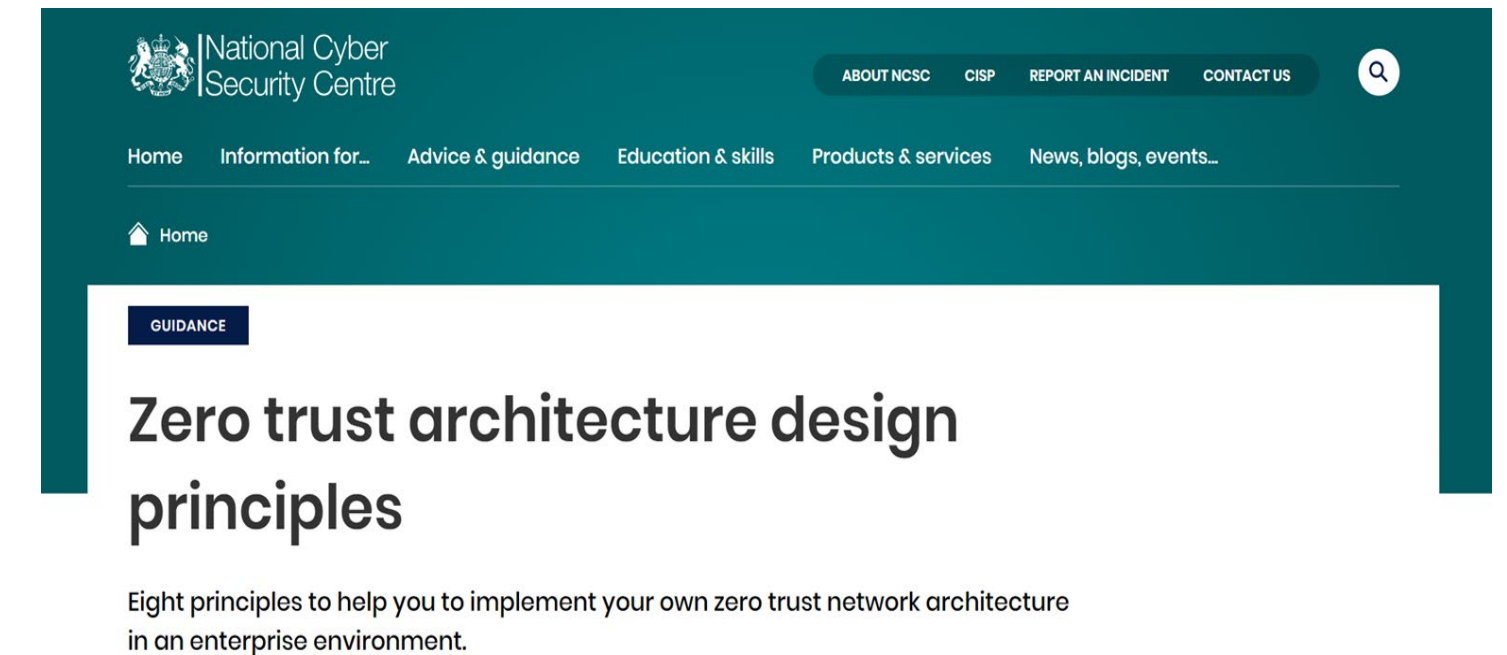 National Cyber
Security Centre
ABOUT NCSC CISP REPORT AN INCIDENT CONTACT US
Home Information for... Advice & guidance Education & skills Products & services News, blogs, events...
Home
GUIDANCE
Zero trust architecture design
principles
Eight principles to help you to implement your own zero trust network architecture
in an enterprise environment.